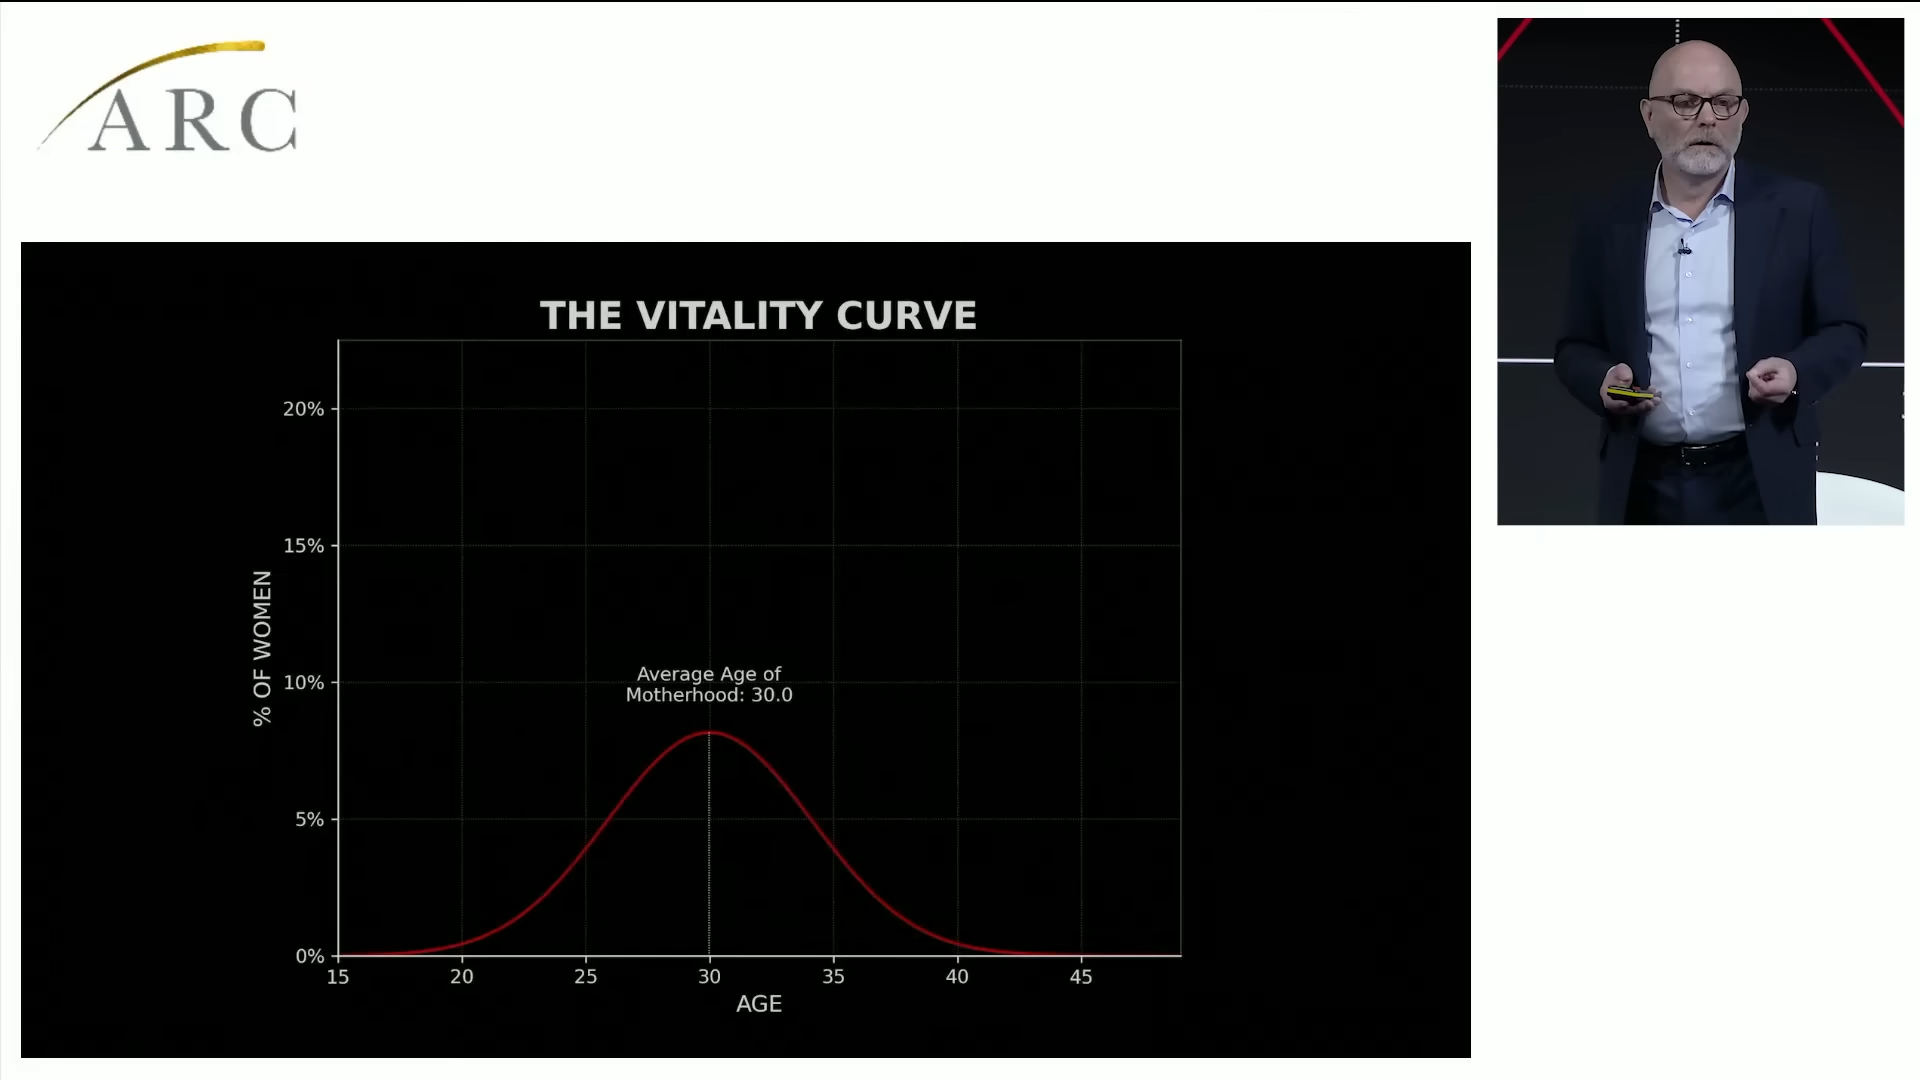 ARC
THE VITALITY CURVE
20%
15%
10%
5%
0%
% OF WOMEN
Average Age of
Motherhood: 30.0
15 20 25 30 35 40 45
AGE